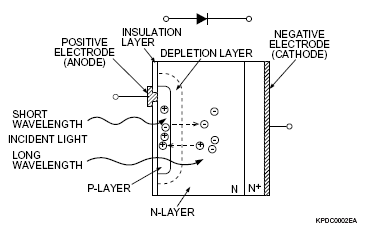 INSULATION
LAYER
POSITIVE
ELECTRODE
(ANODE)
DEPLETION LAYER
NEGATIVE
ELECTRODE
(CATHODE)
SHORT
WAVELENGTH
INCIDENT LIGHT
LONG
WAVELENGTH
P-LAYER
N-LAYER
N
N+
KPDC0002EA